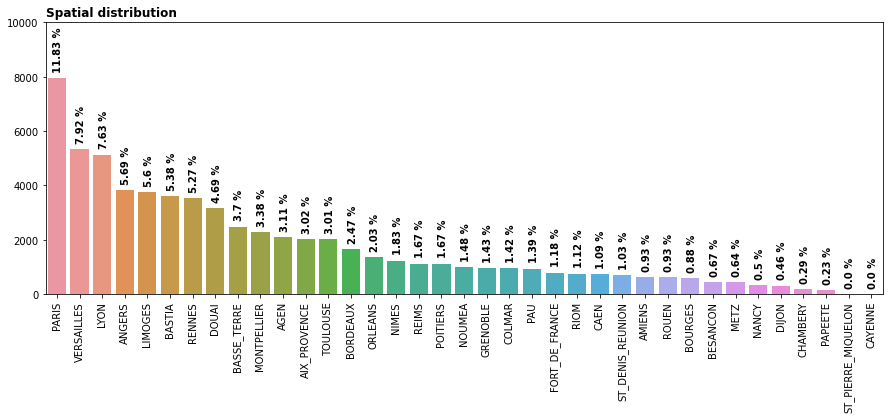 Spatial distribution
10000
8000
6000
4000
2000
0
11.83 %
7.92 %
7.63 %
5.69 %
5.6 %
5.38 %
5.27 %
4.69 %
3.7 %
3.38 %
3.11 %
3.02 %
3.01 %
2.47 %
2.03 %
1.83 %
1.67 %
1.67 %
1.48 %
1.43 %
1.42 %
1.39 %
1.18 %
1.12 %
1.09 %
1.03 %
0.93 %
0.93 %
0.88 %
0.67 %
0.64 %
0.5 %
0.46 %
0.29 %
0.23 %
0.0 %
0.0 %
PARIS
VERSAILLES
LYON
ANGERS
LIMOGES
BASTIA
RENNES
DOUAI
BASSE_TERRE
MONTPELLIER
AGEN
AIX_PROVENCE
TOULOUSE
BORDEAUX
ORLEANS
NIMES
REIMS
POITIERS
NOUMEA
GRENOBLE
COLMAR
PAU
FORT_DE_FRANCE
RIOM
CAEN
ST_DENIS_REUNION
AMIENS
ROUEN
BOURGES
BESANCON
METZ
NANCY
DIJON
CHAMBERY
PAPEETE
ST_PIERRE_MIQUELON
CAYENNE